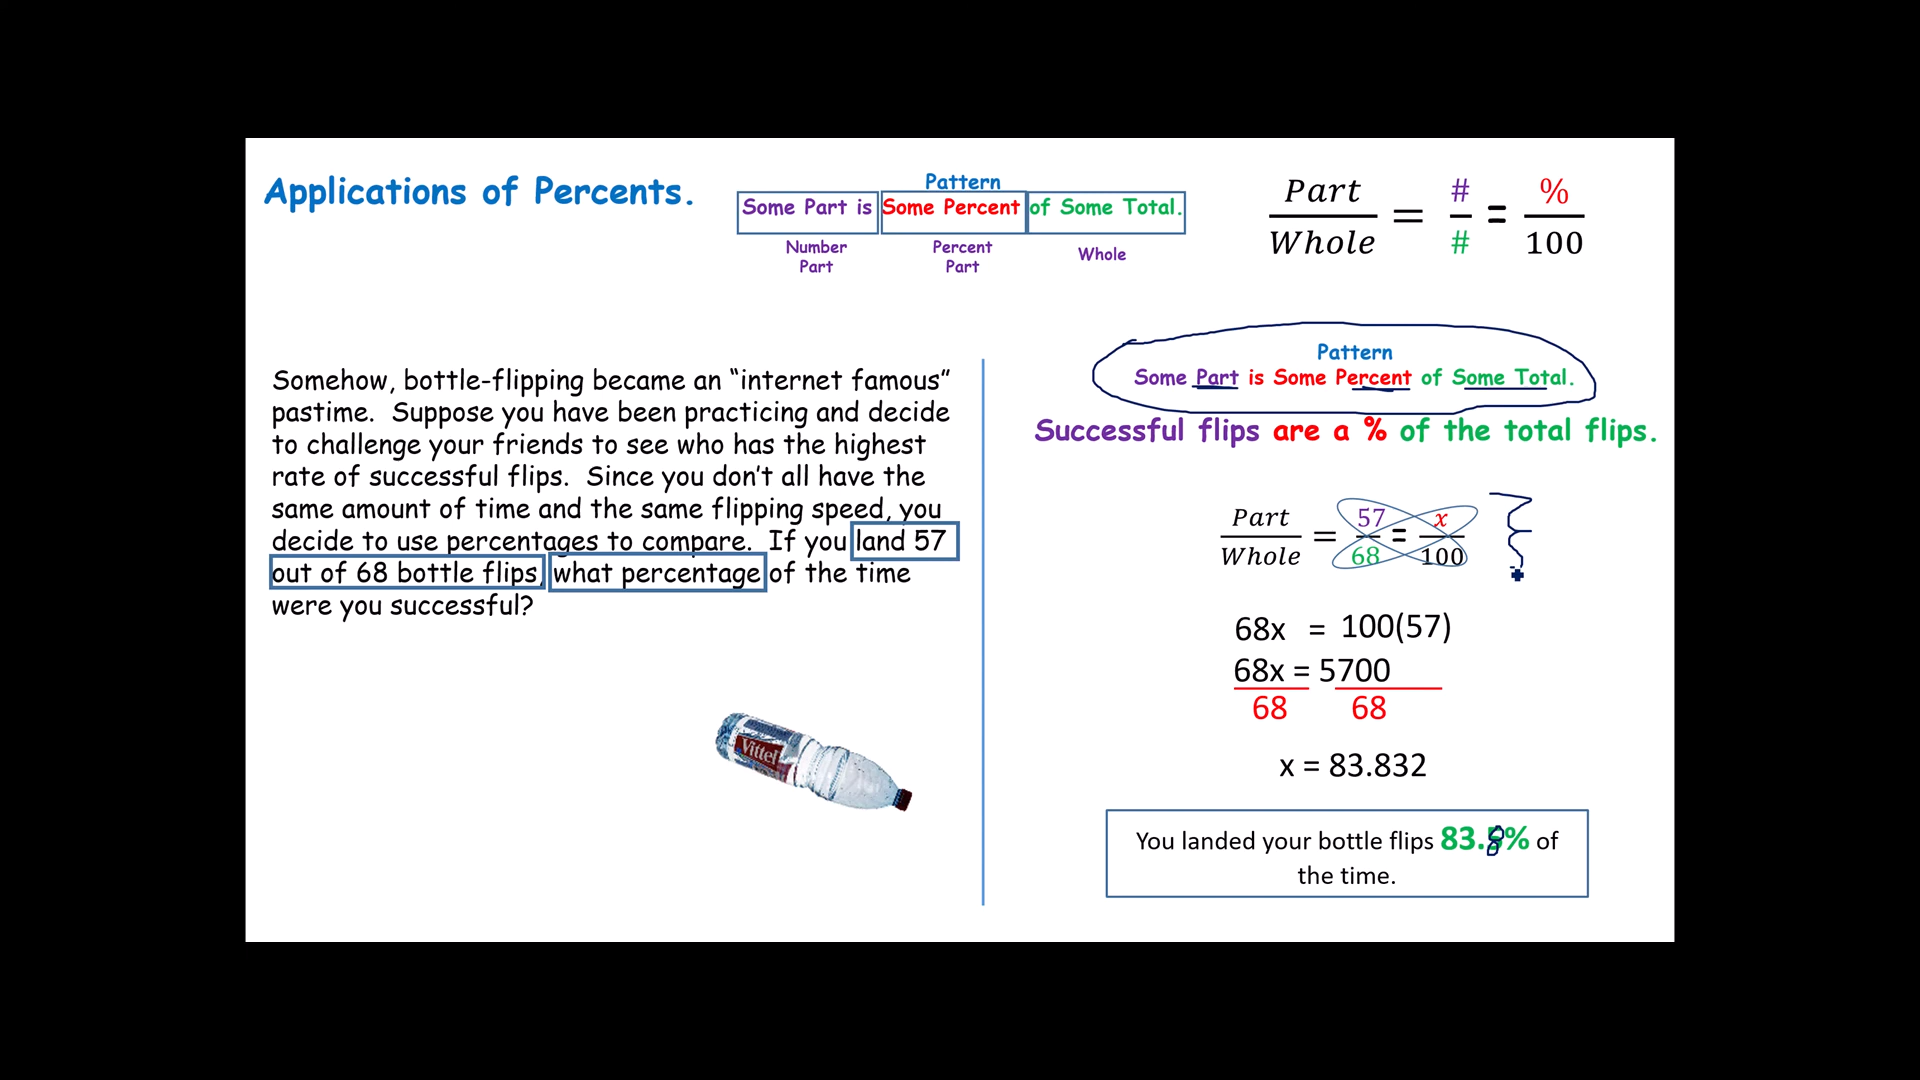 Applications of Percents.
Pattern
Some Part is Some Percent of Some Total.
Number Part
Percent Part
Whole
Part/Whole = #/# = %/100
Somehow, bottle-flipping became an “internet famous”
pastime. Suppose you have been practicing and decide
to challenge your friends to see who has the highest
rate of successful flips. Since you don’t all have the
same amount of time and the same flipping speed, you
decide to use percentages to compare. If you land 57
out of 68 bottle flips, what percentage of the time
were you successful?
Vittel
Pattern
Some Part is Some Percent of Some Total.
Successful flips are a % of the total flips.
Part/Whole = 57/68 = x/100
68x = 100(57)
68x = 5700
68 68
x = 83.832
You landed your bottle flips 83.8% of
the time.